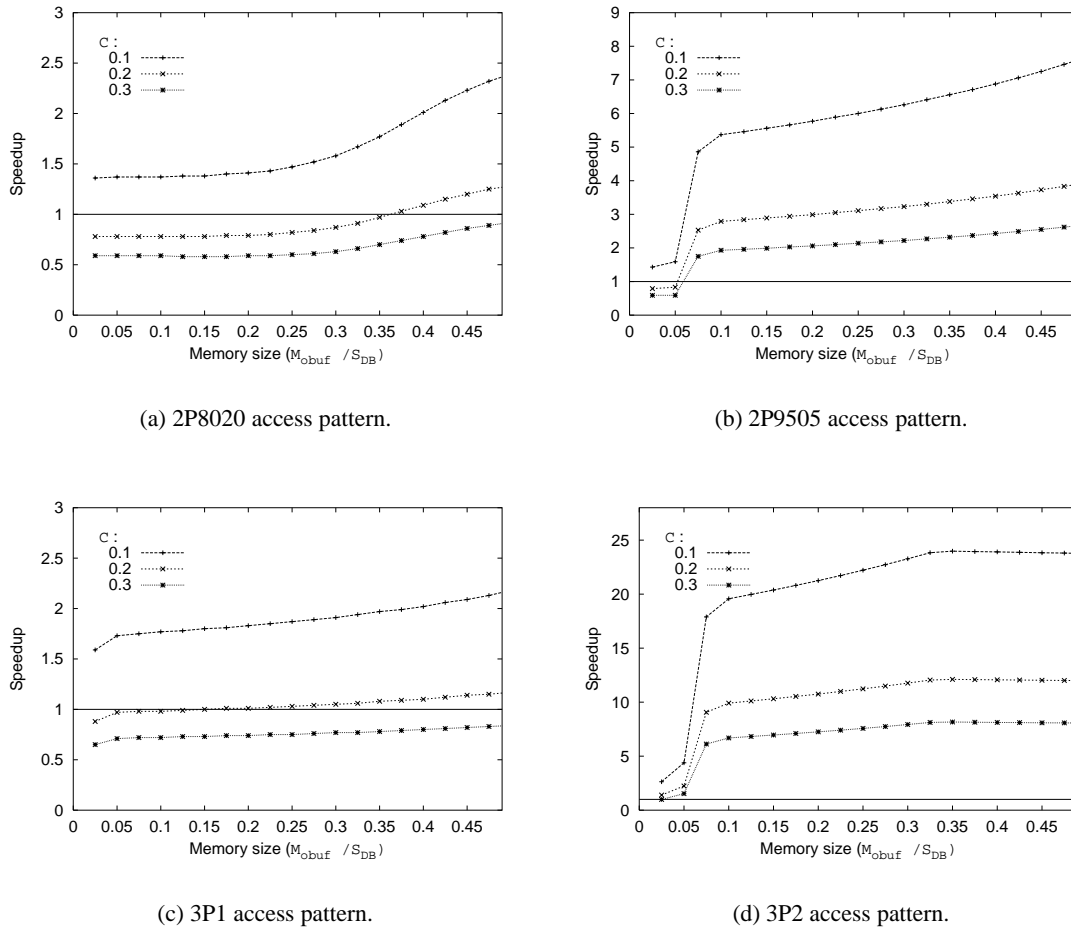 3
2.5
2
1.5
1
0.5
0
Speedup
C:
0.1
0.2
0.3
0 0.05 0.1 0.15 0.2 0.25 0.3 0.35 0.4 0.45
Memory size (Mobuf /SDB)
(a) 2P8020 access pattern.
9
8
7
6
5
4
3
2
1
0
Speedup
C:
0.1
0.2
0.3
0 0.05 0.1 0.15 0.2 0.25 0.3 0.35 0.4 0.45
Memory size (Mobuf /SDB)
(b) 2P9505 access pattern.
3
2.5
2
1.5
1
0.5
0
Speedup
C:
0.1
0.2
0.3
0 0.05 0.1 0.15 0.2 0.25 0.3 0.35 0.4 0.45
Memory size (Mobuf /SDB)
(c) 3P1 access pattern.
25
20
15
10
5
1
0
Speedup
C:
0.1
0.2
0.3
0 0.05 0.1 0.15 0.2 0.25 0.3 0.35 0.4 0.45
Memory size (Mobuf /SDB)
(d) 3P2 access pattern.